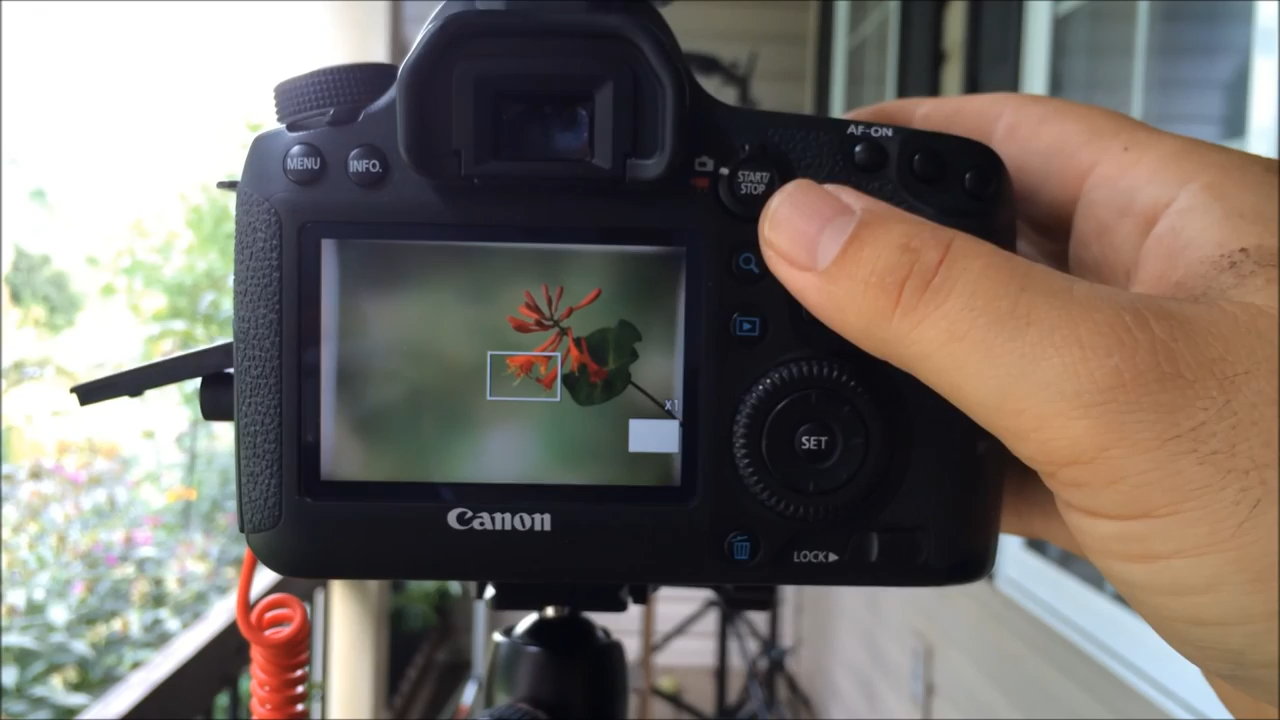 AF-ON
MENU
INFO.
START/
STOP
X1
SET
Canon
LOCK▶